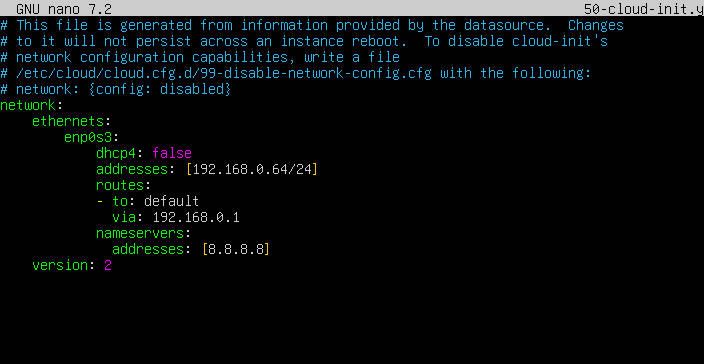 GNU nano 7.2 50-cloud-init.y
# This file is generated from information provided by the datasource.  Changes
# to it will not persist across an instance reboot.  To disable cloud-init's
# network configuration capabilities, write a file
# /etc/cloud/cloud.cfg.d/99-disable-network-config.cfg with the following:
# network: {config: disabled}
network:
    ethernets:
        enp0s3:
            dhcp4: false
            addresses: [192.168.0.64/24]
            routes:
            - to: default
              via: 192.168.0.1
            nameservers:
              addresses: [8.8.8.8]
    version: 2